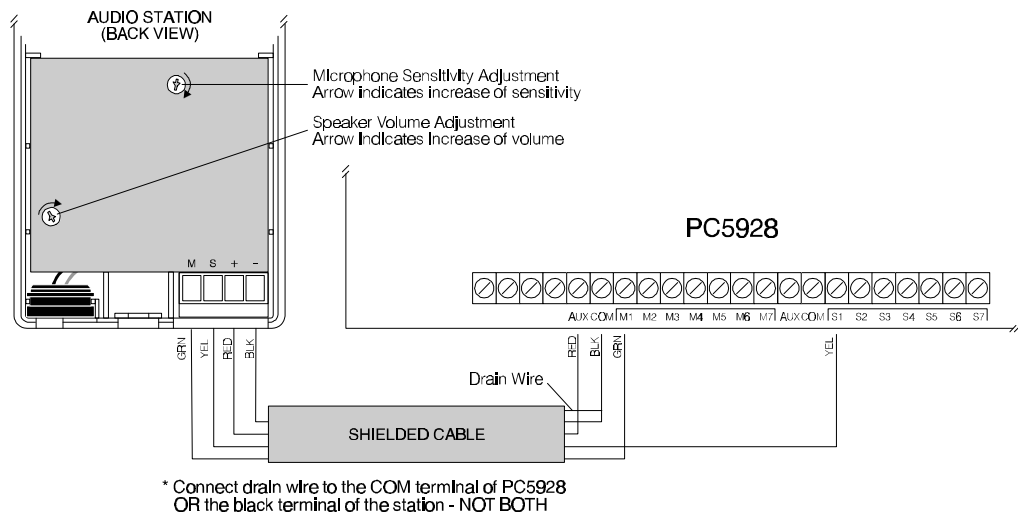 AUDIO STATION
(BACK VIEW)
Microphone Sensitivity Adjustment
Arrow indicates increase of sensitivity
Speaker Volume Adjustment
Arrow indicates increase of volume
PC5928
M S + -
AUX COM M1 M2 M3 M4 M5 M6 M7 AUX COM S1 S2 S3 S4 S5 S6 S7
GRN YEL RED BLK
RED BLK GRN YEL
Drain Wire
SHIELDED CABLE
* Connect drain wire to the COM terminal of PC5928
OR the black terminal of the station - NOT BOTH